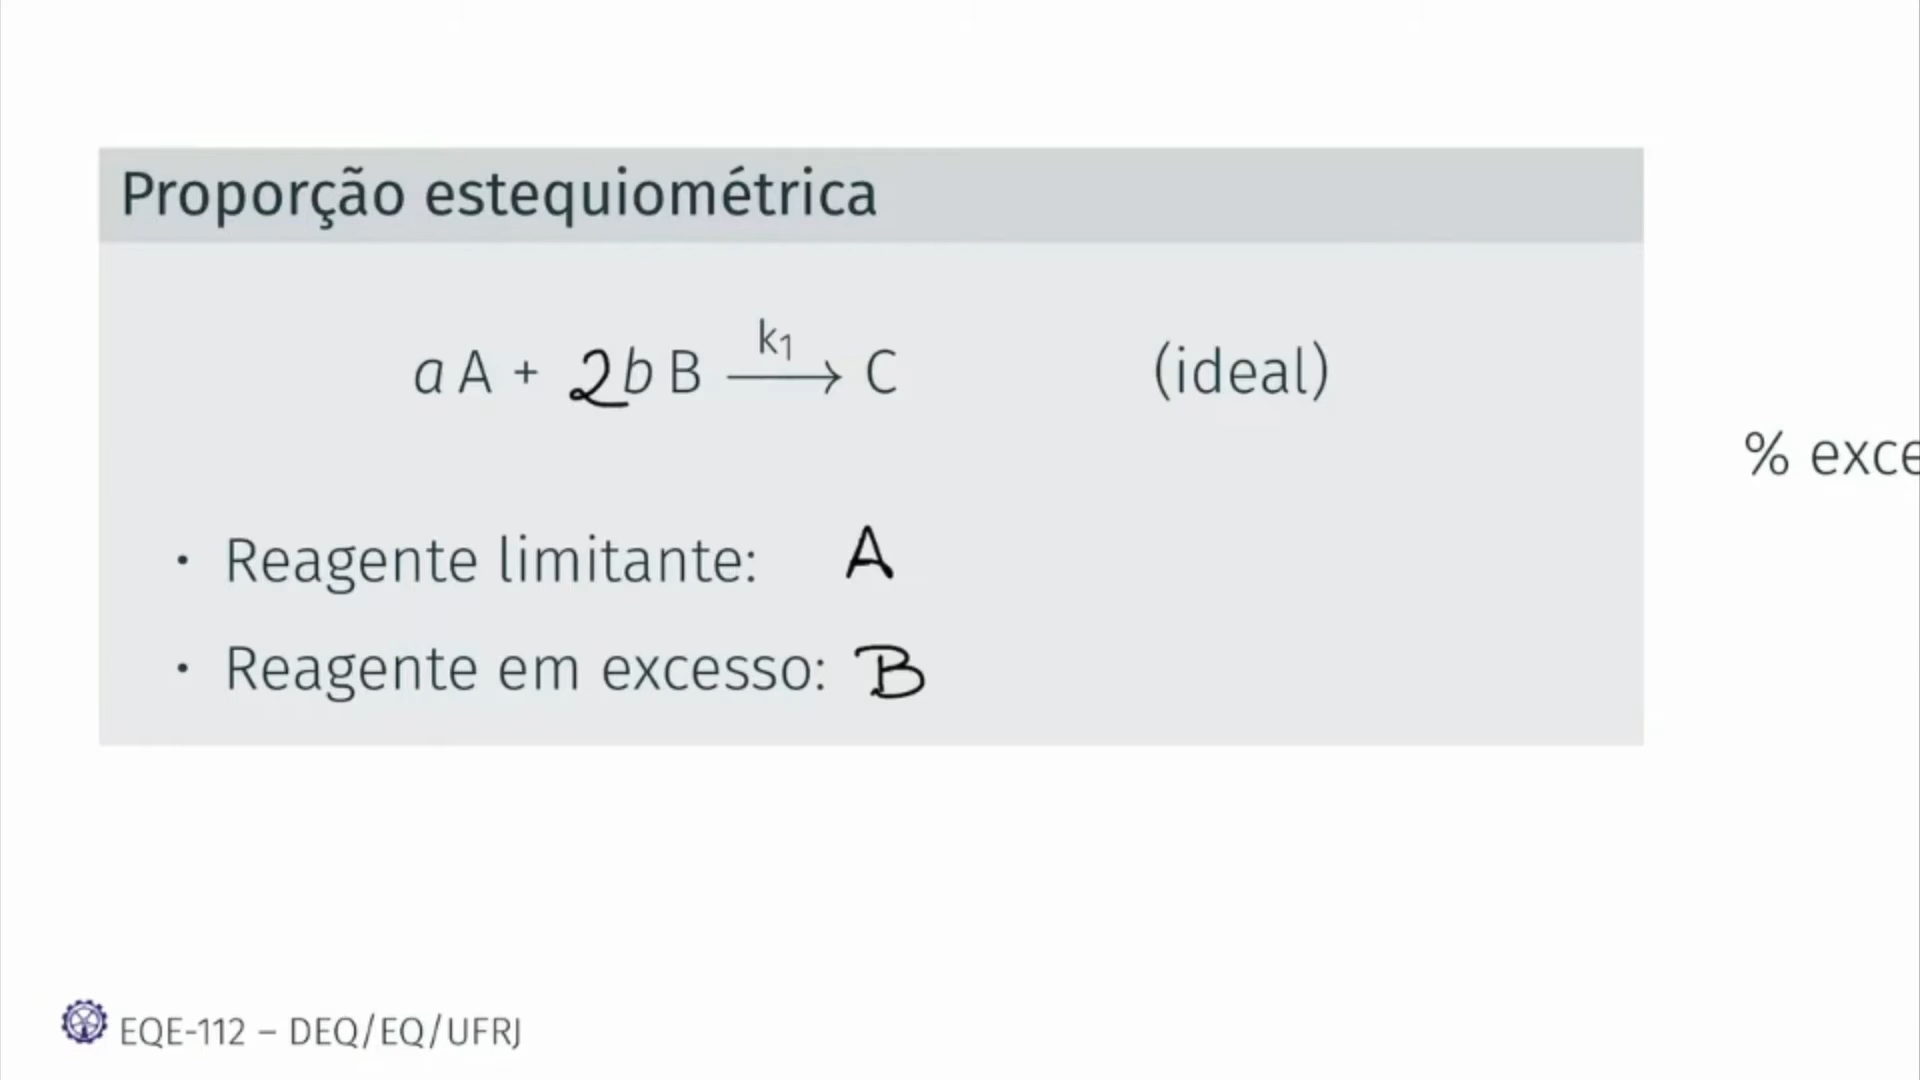 Proporção estequiométrica
a A + 2b B k₁ → C (ideal)
% exce
• Reagente limitante: A
• Reagente em excesso: B
EQE-112 – DEQ/EQ/UFRJ